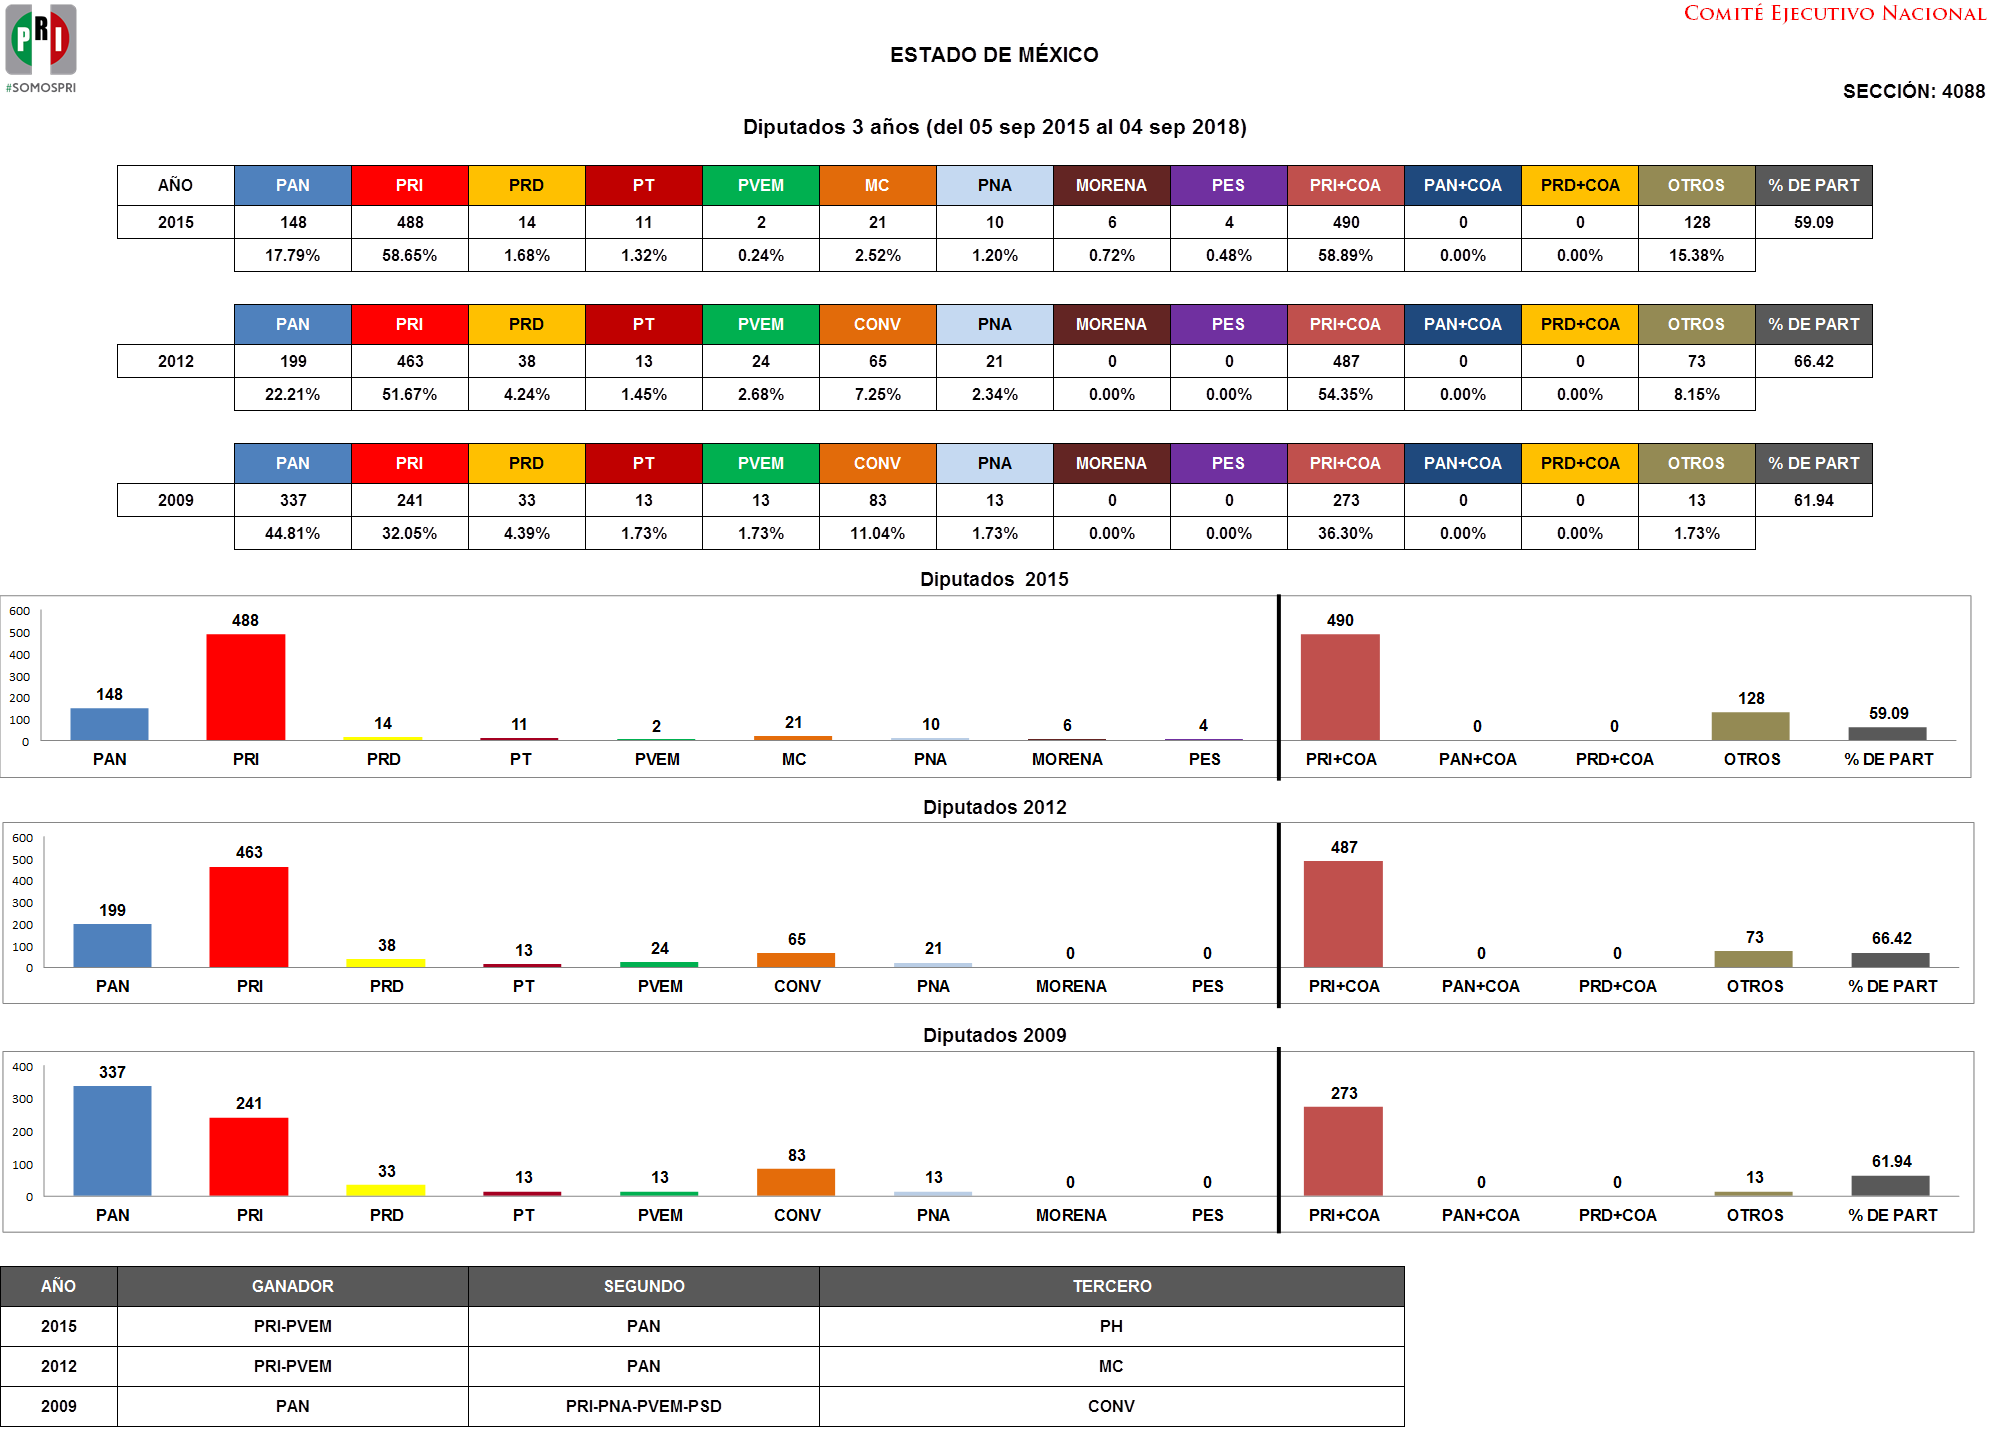 PRI
#SOMOSPRI
COMITÉ EJECUTIVO NACIONAL
ESTADO DE MÉXICO
SECCIÓN: 4088
Diputados 3 años (del 05 sep 2015 al 04 sep 2018)
AÑO PAN PRI PRD PT PVEM MC PNA MORENA PES PRI+COA PAN+COA PRD+COA OTROS % DE PART
2015 148 488 14 11 2 21 10 6 4 490 0 0 128 59.09
17.79% 58.65% 1.68% 1.32% 0.24% 2.52% 1.20% 0.72% 0.48% 58.89% 0.00% 0.00% 15.38%
PAN PRI PRD PT PVEM CONV PNA MORENA PES PRI+COA PAN+COA PRD+COA OTROS % DE PART
2012 199 463 38 13 24 65 21 0 0 487 0 0 73 66.42
22.21% 51.67% 4.24% 1.45% 2.68% 7.25% 2.34% 0.00% 0.00% 54.35% 0.00% 0.00% 8.15%
PAN PRI PRD PT PVEM CONV PNA MORENA PES PRI+COA PAN+COA PRD+COA OTROS % DE PART
2009 337 241 33 13 13 83 13 0 0 273 0 0 13 61.94
44.81% 32.05% 4.39% 1.73% 1.73% 11.04% 1.73% 0.00% 0.00% 36.30% 0.00% 0.00% 1.73%
Diputados 2015
600
500
400
300
200
100
0
148 488 14 11 2 21 10 6 4 490 0 0 128 59.09
PAN PRI PRD PT PVEM MC PNA MORENA PES PRI+COA PAN+COA PRD+COA OTROS % DE PART
Diputados 2012
600
500
400
300
200
100
0
199 463 38 13 24 65 21 0 0 487 0 0 73 66.42
PAN PRI PRD PT PVEM CONV PNA MORENA PES PRI+COA PAN+COA PRD+COA OTROS % DE PART
Diputados 2009
400
300
200
100
0
337 241 33 13 13 83 13 0 0 273 0 0 13 61.94
PAN PRI PRD PT PVEM CONV PNA MORENA PES PRI+COA PAN+COA PRD+COA OTROS % DE PART
AÑO GANADOR SEGUNDO TERCERO
2015 PRI-PVEM PAN PH
2012 PRI-PVEM PAN MC
2009 PAN PRI-PNA-PVEM-PSD CONV